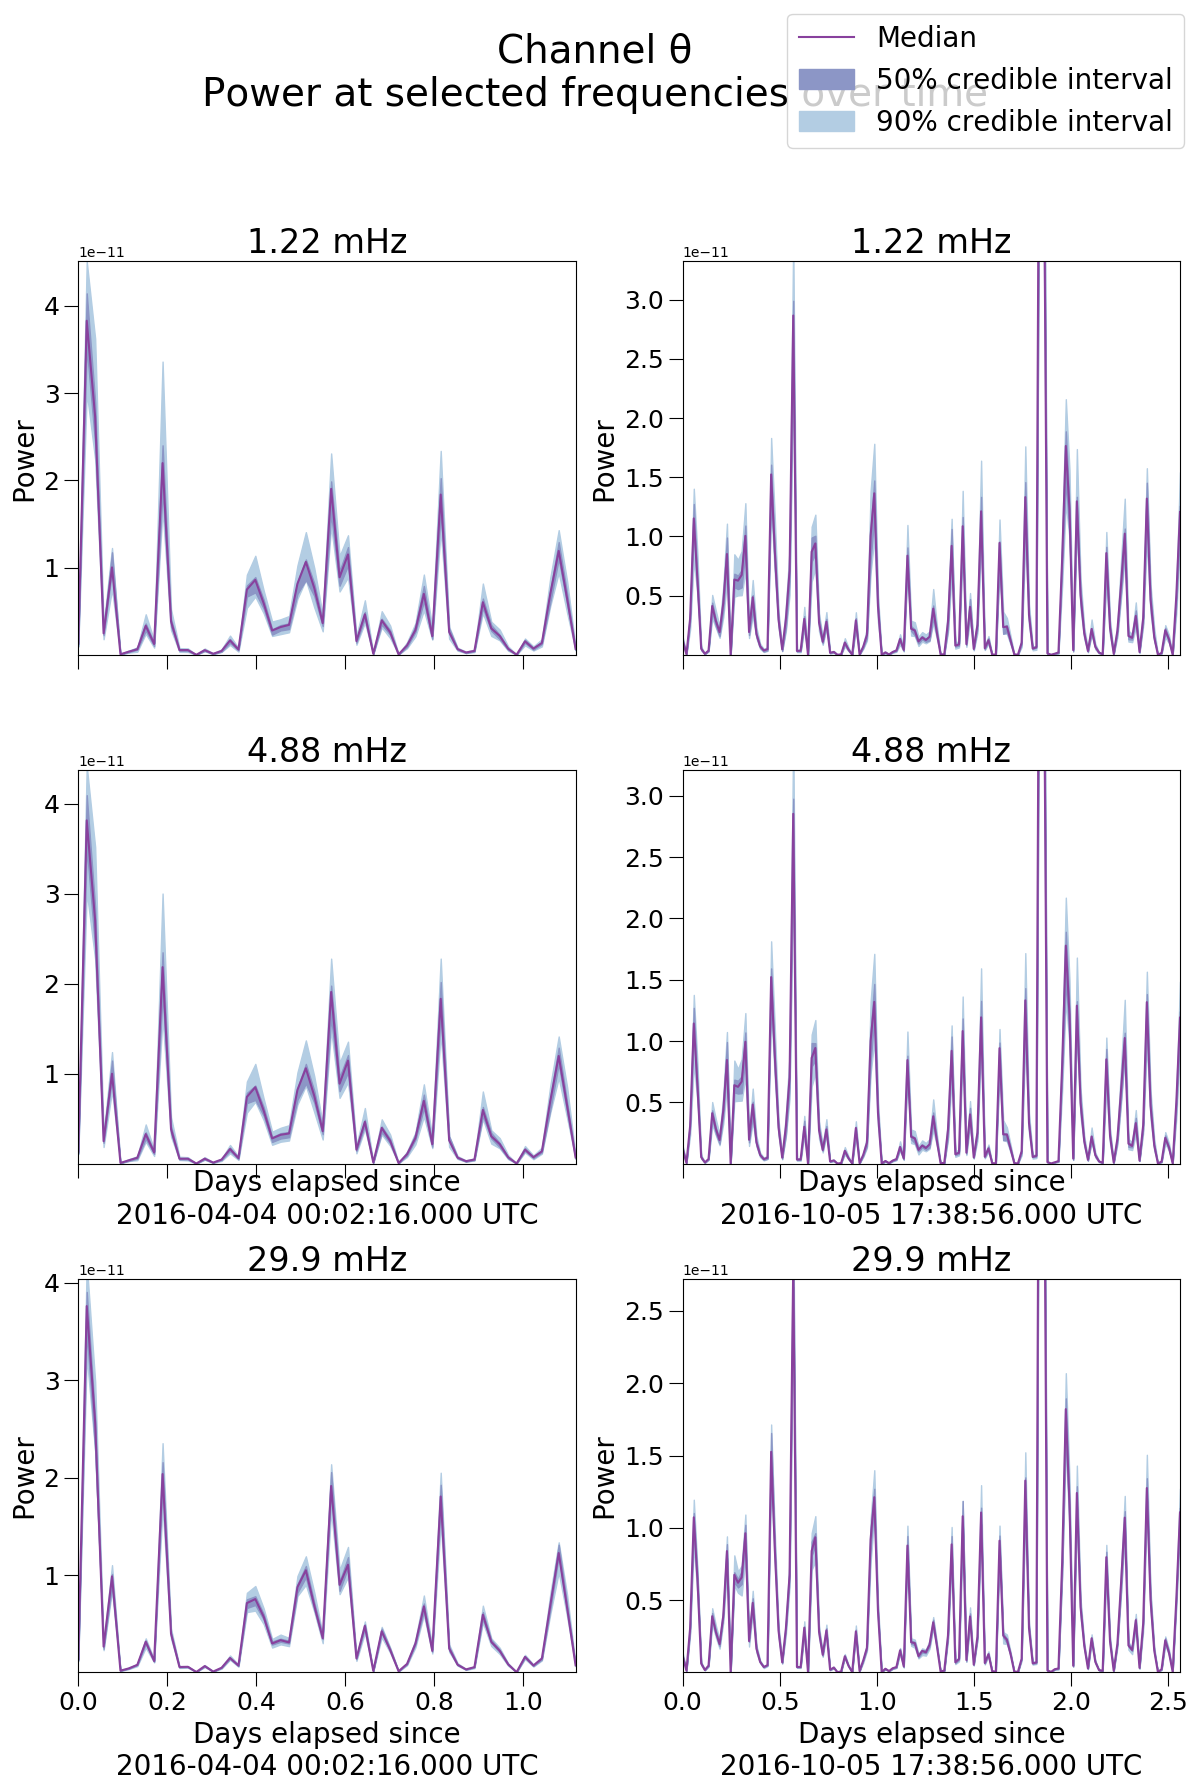 Channel θ
Power at selected frequencies over time
Median
50% credible interval
90% credible interval
1.22 mHz
1e−11
4
3
2
1
Power
1.22 mHz
1e−11
3.0
2.5
2.0
1.5
1.0
0.5
Power
4.88 mHz
1e−11
4
3
2
1
Days elapsed since
2016-04-04 00:02:16.000 UTC
4.88 mHz
1e−11
3.0
2.5
2.0
1.5
1.0
0.5
Days elapsed since
2016-10-05 17:38:56.000 UTC
29.9 mHz
1e−11
4
3
2
1
Power
0.0 0.2 0.4 0.6 0.8 1.0
Days elapsed since
2016-04-04 00:02:16.000 UTC
29.9 mHz
1e−11
2.5
2.0
1.5
1.0
0.5
Power
0.0 0.5 1.0 1.5 2.0 2.5
Days elapsed since
2016-10-05 17:38:56.000 UTC